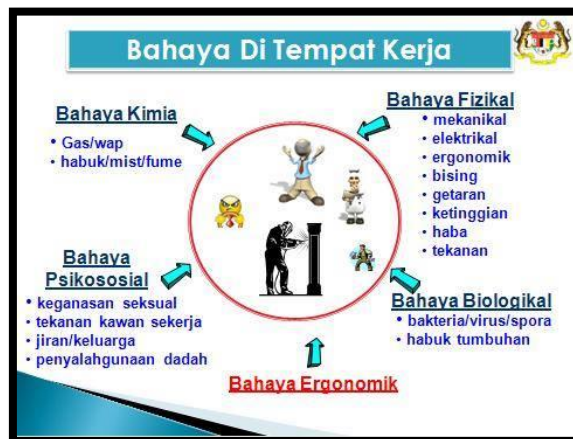 Bahaya Di Tempat Kerja
Bahaya Kimia
• Gas/wap
• habuk/mist/fume
Bahaya Fizikal
• mekanikal
• elektrikal
• ergonomik
• bising
• getaran
• ketinggian
• haba
• tekanan
Bahaya
Psikososial
• keganasan seksual
• tekanan kawan sekerja
• jiran/keluarga
• penyalahgunaan dadah
Bahaya Biologikal
• bakteria/virus/spora
• habuk tumbuhan
Bahaya Ergonomik